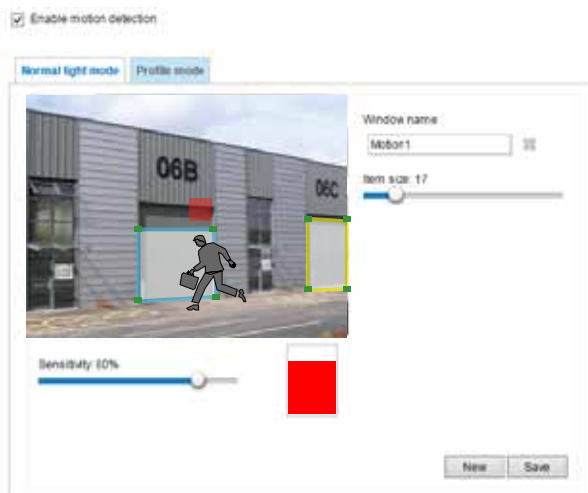 Enable motion detection
Normal light mode
Profile mode
Window name
Motion1
Item size: 17
06B
06C
Sensitivity: 80%
New
Save